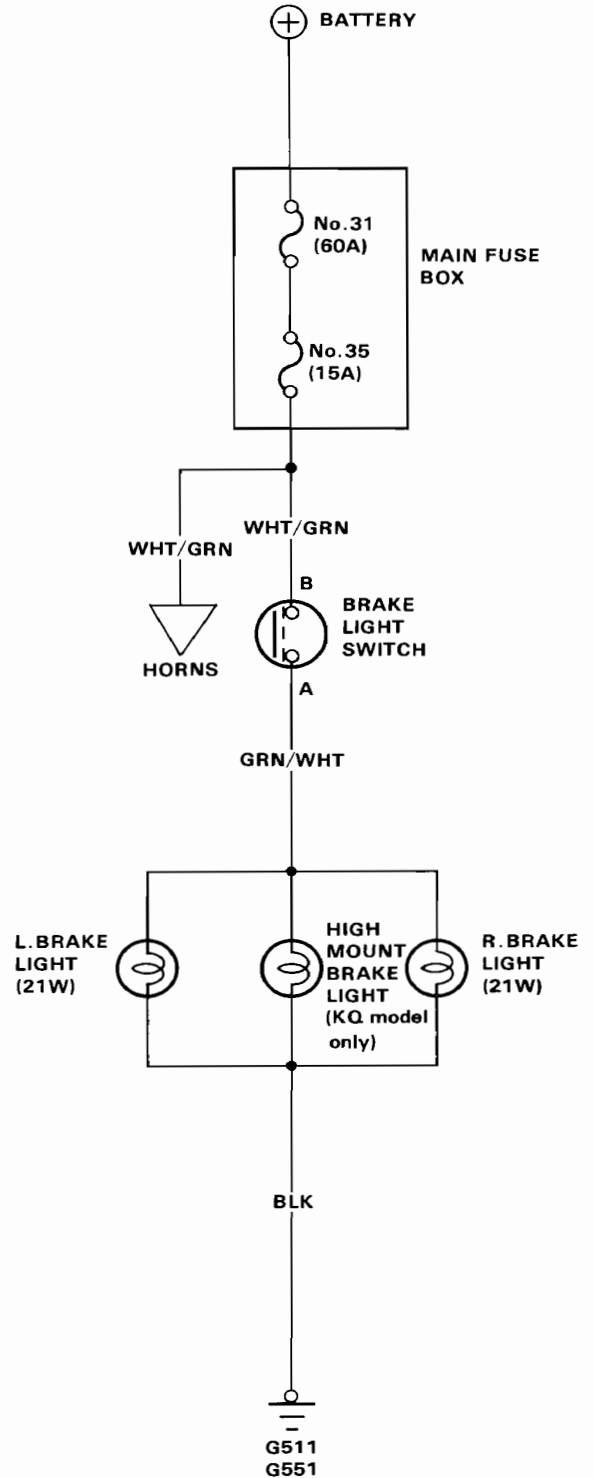 BATTERY
No.31
(60A)
MAIN FUSE
BOX
No.35
(15A)
WHT/GRN
WHT/GRN
HORNS
B
BRAKE
LIGHT
SWITCH
A
GRN/WHT
L.BRAKE
LIGHT
(21W)
HIGH
MOUNT
BRAKE
LIGHT
(KQ model
only)
R.BRAKE
LIGHT
(21W)
BLK
G511
G551